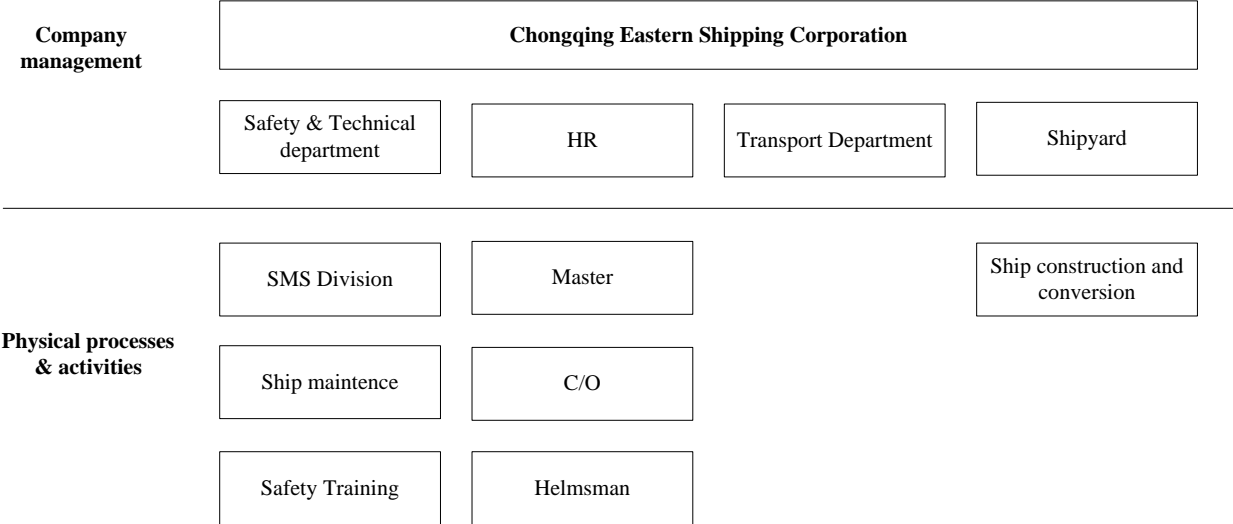 Company
management
Chongqing Eastern Shipping Corporation
Safety & Technical
department
HR
Transport Department
Shipyard
Physical processes
& activities
SMS Division
Master
Ship construction and
conversion
Ship maintence
C/O
Safety Training
Helmsman